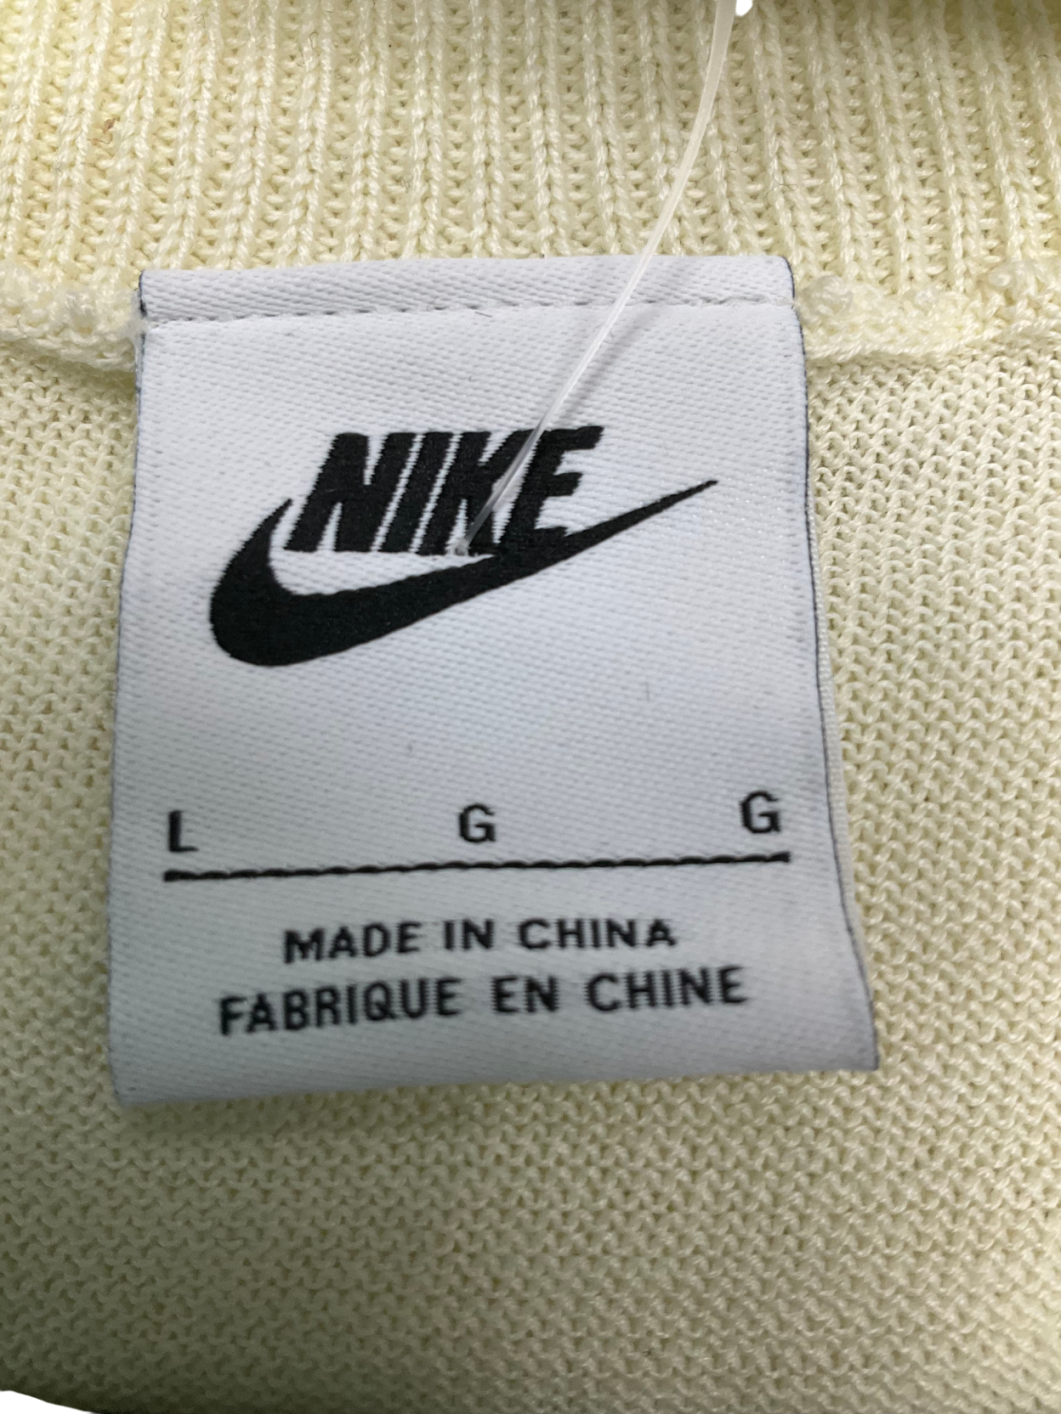 NIKE
L G G
MADE IN CHINA
FABRIQUE EN CHINE